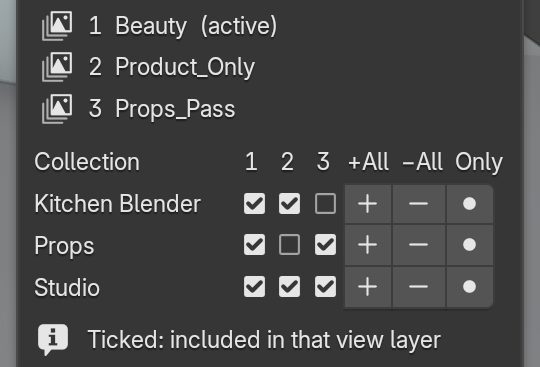 1 Beauty (active)
2 Product_Only
3 Props_Pass
Collection 1 2 3 +All −All Only
Kitchen Blender
Props
Studio
Ticked: included in that view layer